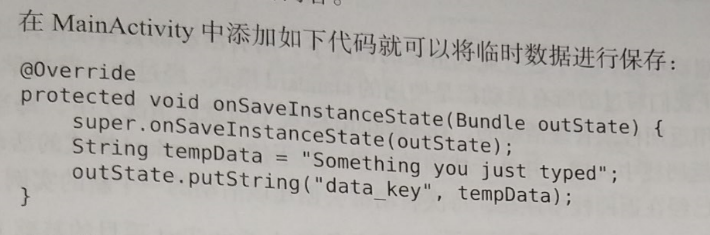 在 MainActivity 中添加如下代码就可以将临时数据进行保存：
@Override
protected void onSaveInstanceState(Bundle outState) {
    super.onSaveInstanceState(outState);
    String tempData = "Something you just typed";
    outState.putString("data_key", tempData);
}